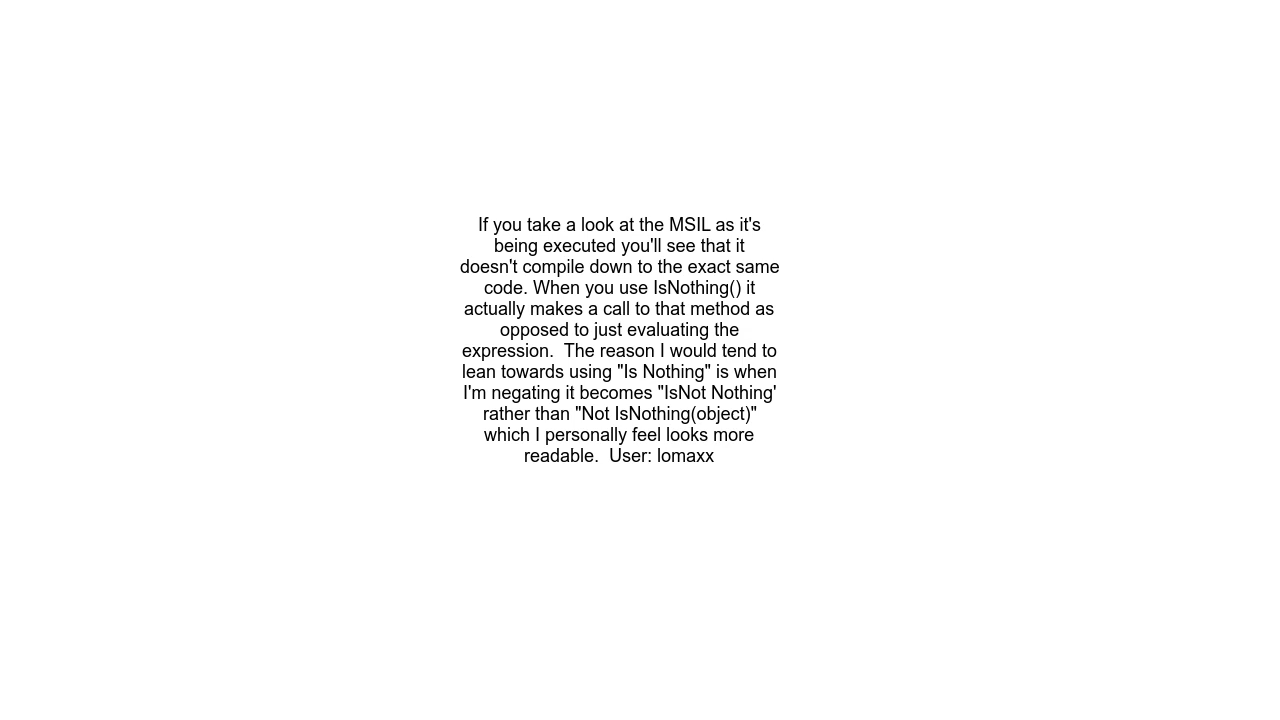 If you take a look at the MSIL as it's
being executed you'll see that it
doesn't compile down to the exact same
code. When you use IsNothing() it
actually makes a call to that method as
opposed to just evaluating the
expression.  The reason I would tend to
lean towards using "Is Nothing" is when
I'm negating it becomes "IsNot Nothing'
rather than "Not IsNothing(object)"
which I personally feel looks more
readable.  User: lomaxx